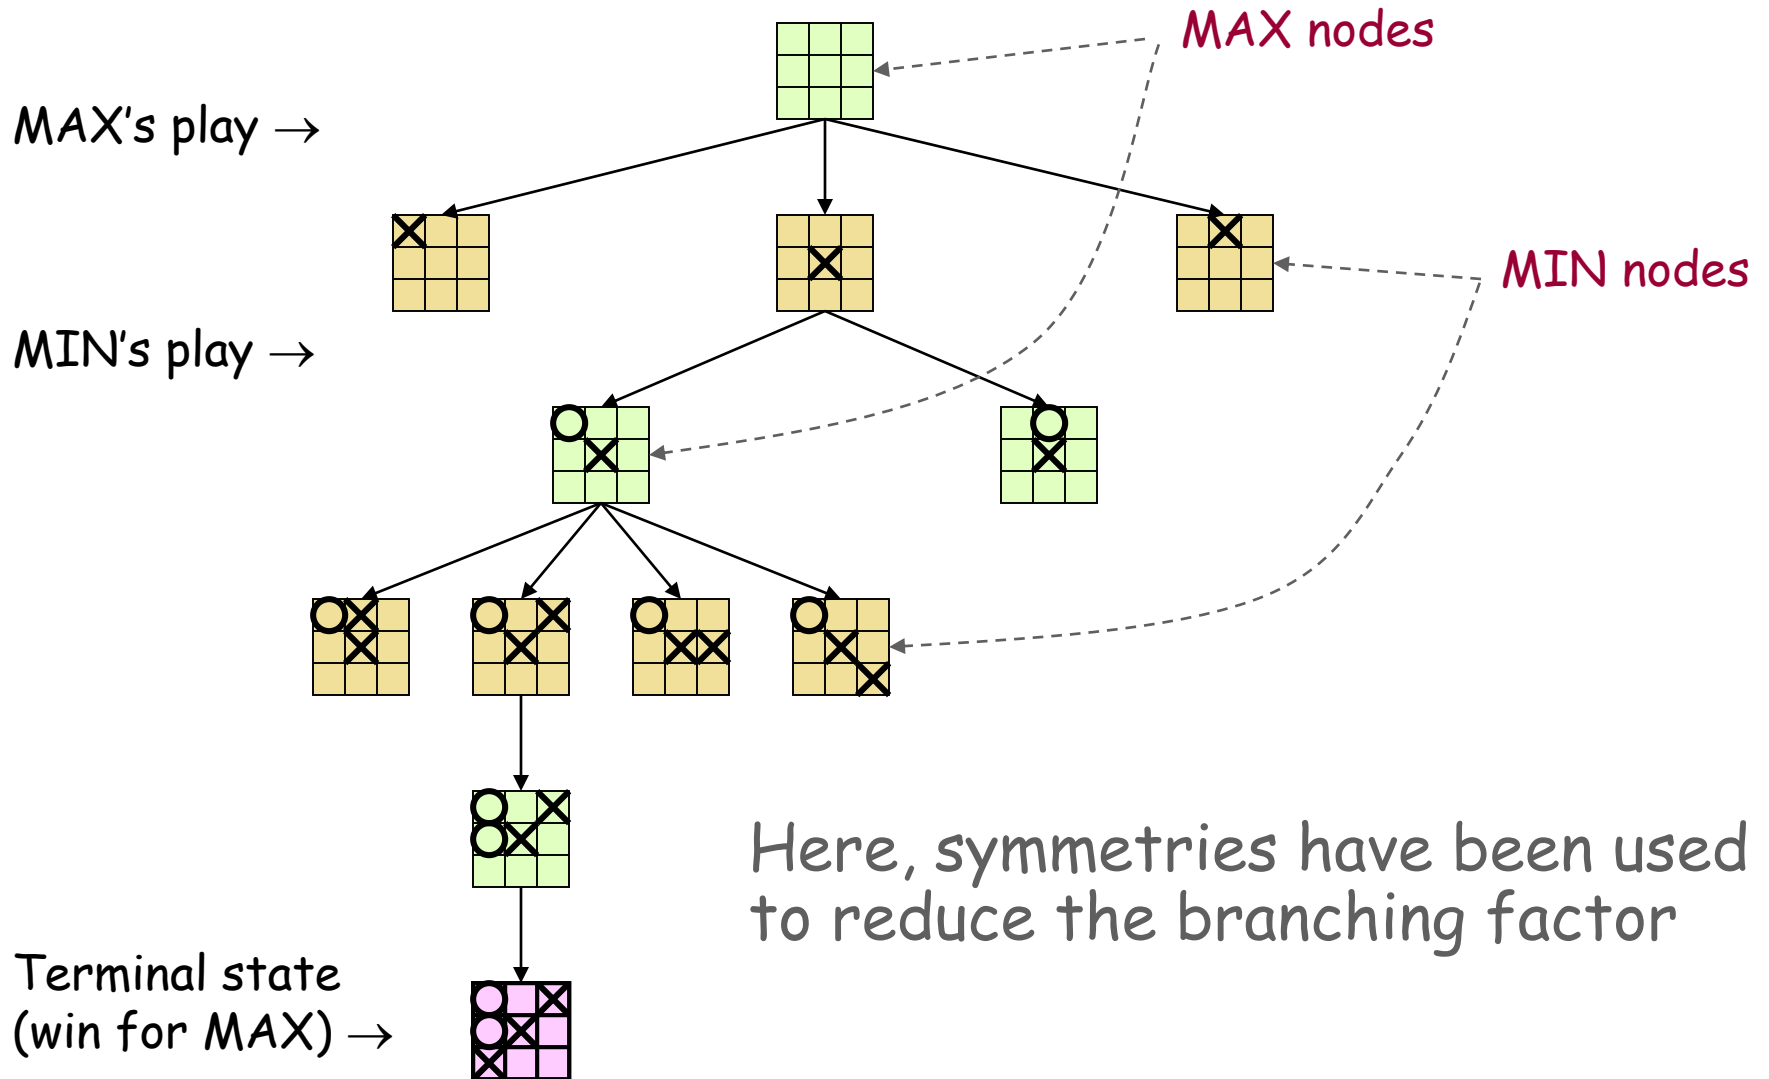 MAX nodes
MAX's play →
MIN nodes
MIN's play →
Here, symmetries have been used
to reduce the branching factor
Terminal state
(win for MAX) →